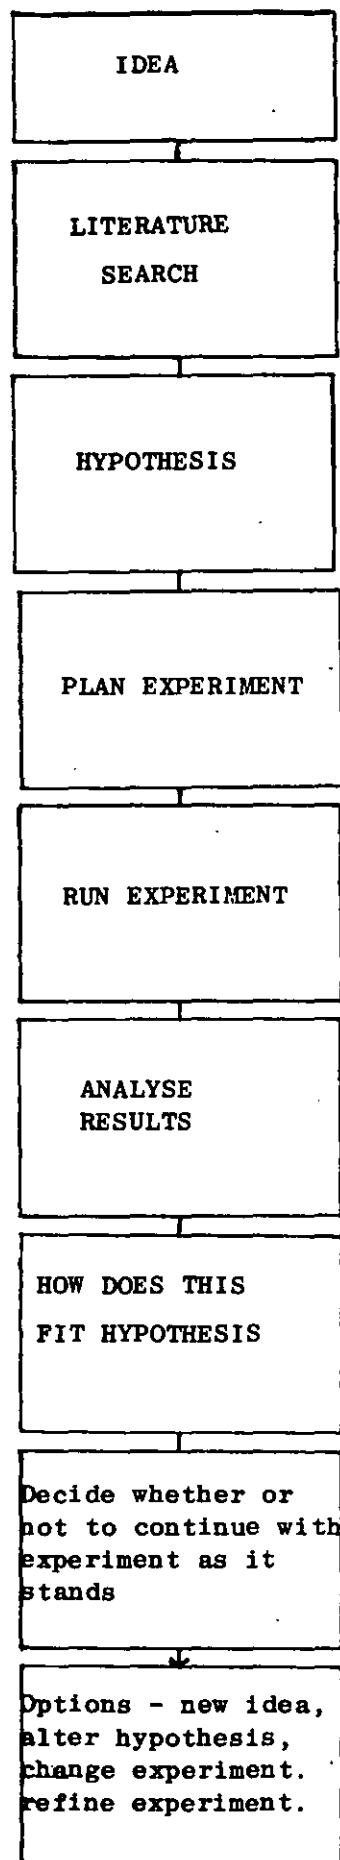 IDEA
LITERATURE
SEARCH
HYPOTHESIS
PLAN EXPERIMENT
RUN EXPERIMENT
ANALYSE
RESULTS
HOW DOES THIS
FIT HYPOTHESIS
Decide whether or
not to continue with
experiment as it
stands
Options - new idea,
alter hypothesis,
change experiment.
refine experiment.